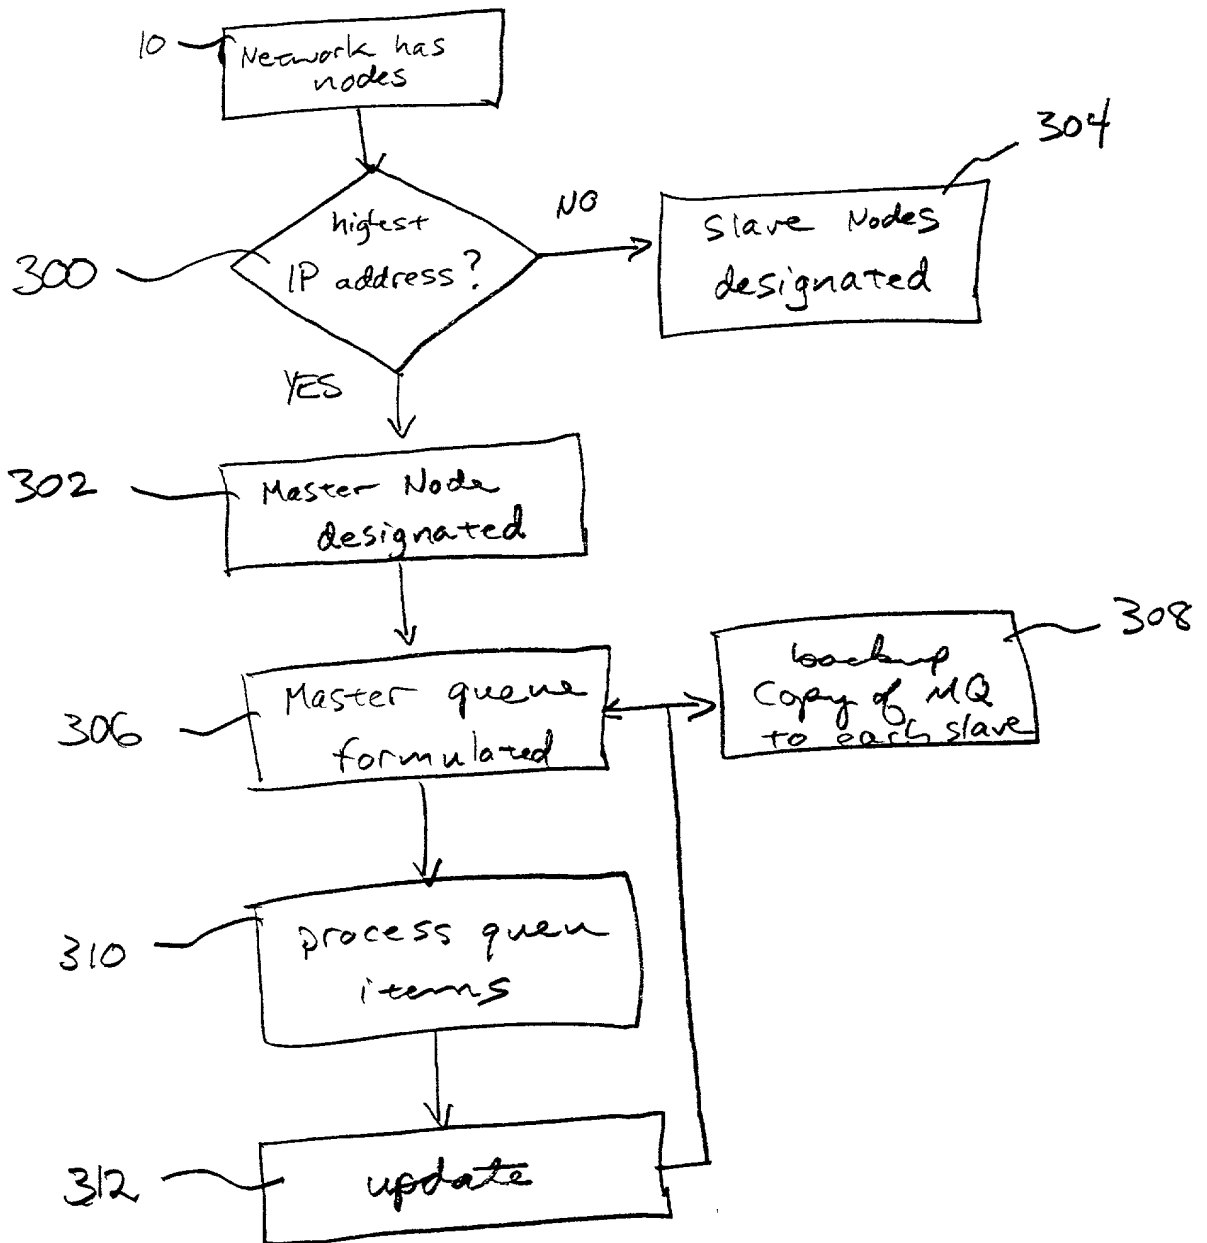 10
Network has
nodes
304
NO
highest
IP address?
300
Slave Nodes
designated
YES
302
Master Node
designated
308
backup
Copy of MQ
to each slave
306
Master queue
formulated
310
process queu
items
312
update